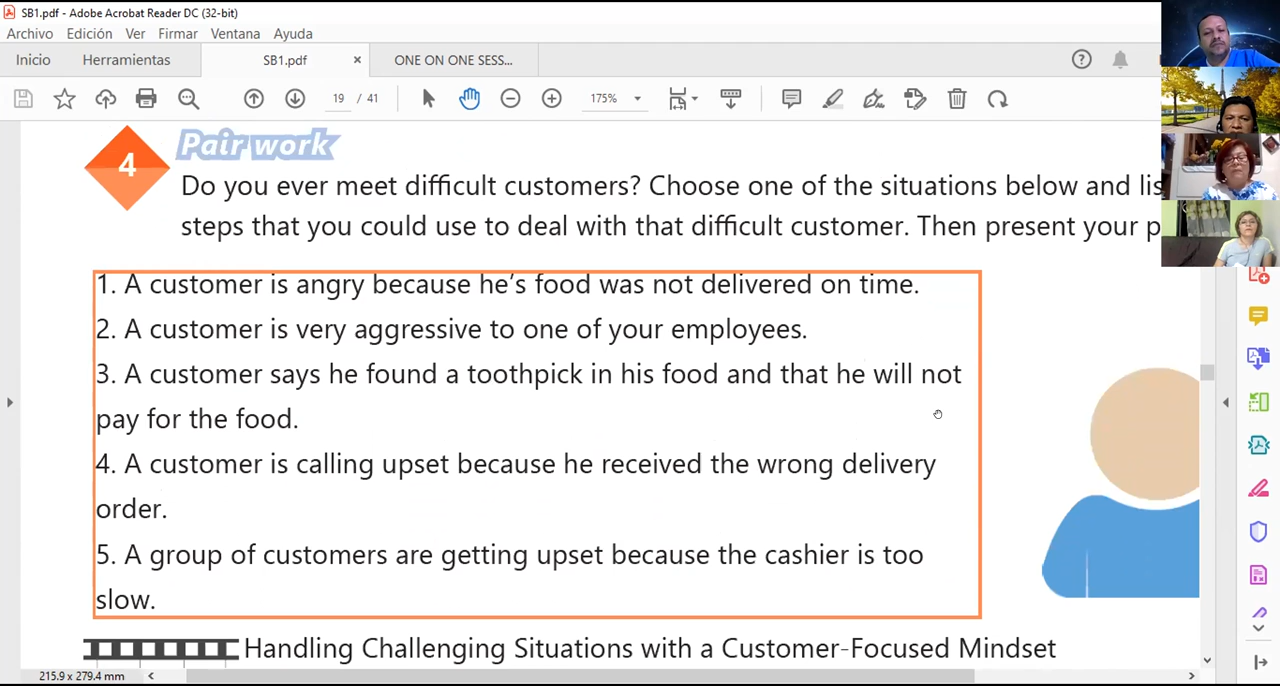 SB1.pdf - Adobe Acrobat Reader DC (32-bit)
Archivo Edición Ver Firmar Ventana Ayuda
Inicio Herramientas SB1.pdf × ONE ON ONE SESS...
19 / 41 175%
4 Pair work
Do you ever meet difficult customers? Choose one of the situations below and lis
steps that you could use to deal with that difficult customer. Then present your p
1. A customer is angry because he's food was not delivered on time.
2. A customer is very aggressive to one of your employees.
3. A customer says he found a toothpick in his food and that he will not
pay for the food.
4. A customer is calling upset because he received the wrong delivery
order.
5. A group of customers are getting upset because the cashier is too
slow.
Handling Challenging Situations with a Customer-Focused Mindset
215.9 x 279.4 mm